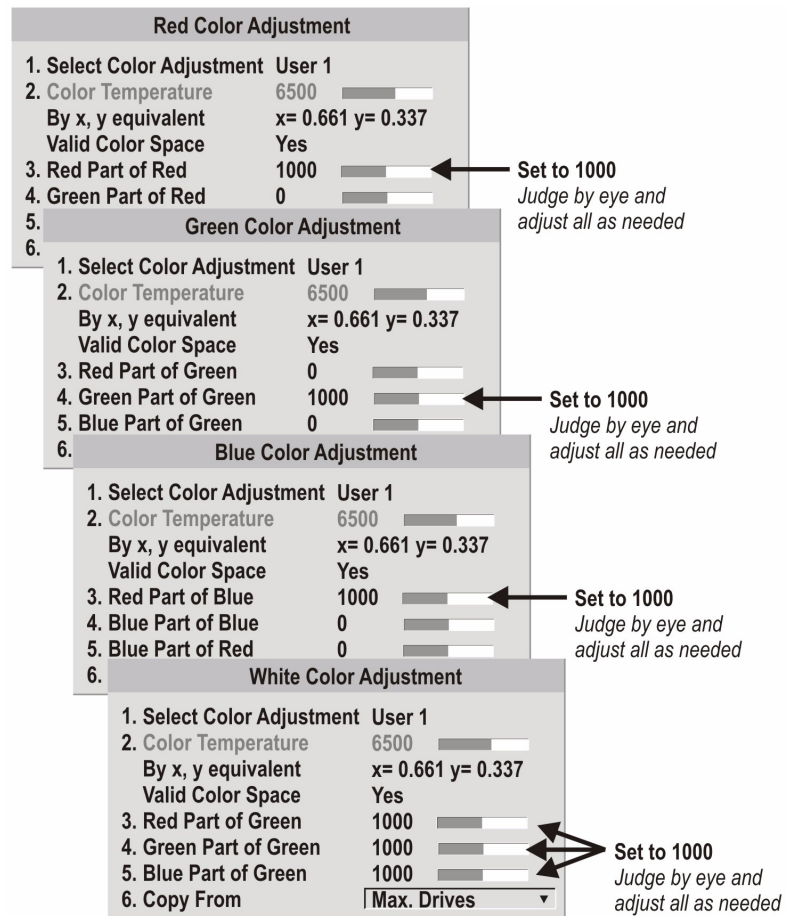 Red Color Adjustment
1. Select Color Adjustment User 1
2. Color Temperature 6500
By x, y equivalent x= 0.661 y= 0.337
Valid Color Space Yes
3. Red Part of Red 1000
Set to 1000
4. Green Part of Red 0
Judge by eye and
adjust all as needed
5.
6.
Green Color Adjustment
1. Select Color Adjustment User 1
2. Color Temperature 6500
By x, y equivalent x= 0.661 y= 0.337
Valid Color Space Yes
3. Red Part of Green 0
4. Green Part of Green 1000
Set to 1000
5. Blue Part of Green 0
Judge by eye and
adjust all as needed
6.
Blue Color Adjustment
1. Select Color Adjustment User 1
2. Color Temperature 6500
By x, y equivalent x= 0.661 y= 0.337
Valid Color Space Yes
3. Red Part of Blue 1000
Set to 1000
4. Blue Part of Blue 0
Judge by eye and
5. Blue Part of Red 0
adjust all as needed
6.
White Color Adjustment
1. Select Color Adjustment User 1
2. Color Temperature 6500
By x, y equivalent x= 0.661 y= 0.337
Valid Color Space Yes
3. Red Part of Green 1000
4. Green Part of Green 1000
Set to 1000
5. Blue Part of Green 1000
Judge by eye and
6. Copy From Max. Drives
adjust all as needed